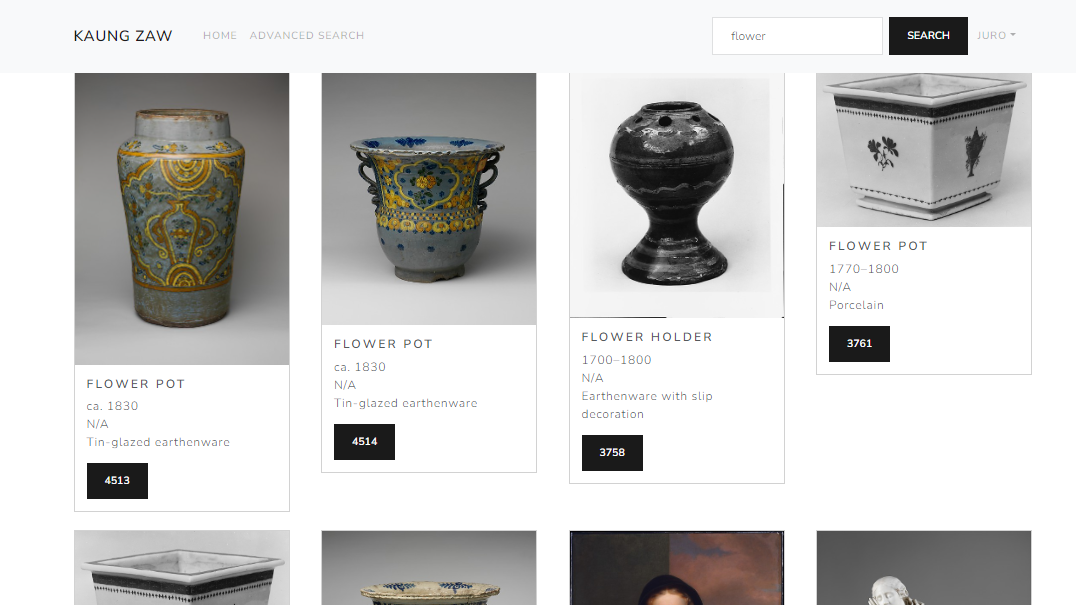 KAUNG ZAW
HOME
ADVANCED SEARCH
flower
SEARCH
JURO
FLOWER POT
ca. 1830
N/A
Tin-glazed earthenware
4513
FLOWER POT
ca. 1830
N/A
Tin-glazed earthenware
4514
FLOWER HOLDER
1700–1800
N/A
Earthenware with slip
decoration
3758
FLOWER POT
1770–1800
N/A
Porcelain
3761